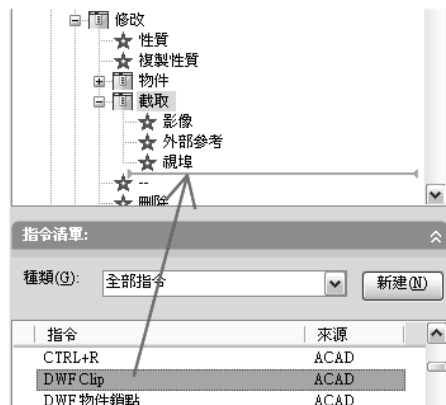 修改
性質
複製性質
物件
截取
影像
外部參考
視埠
--
刪除
指令清單:
種類(G): 全部指令 新建(N)
指令 來源
CTRL+R ACAD
DWF Clip ACAD
DWF 物件鎖點 ACAD